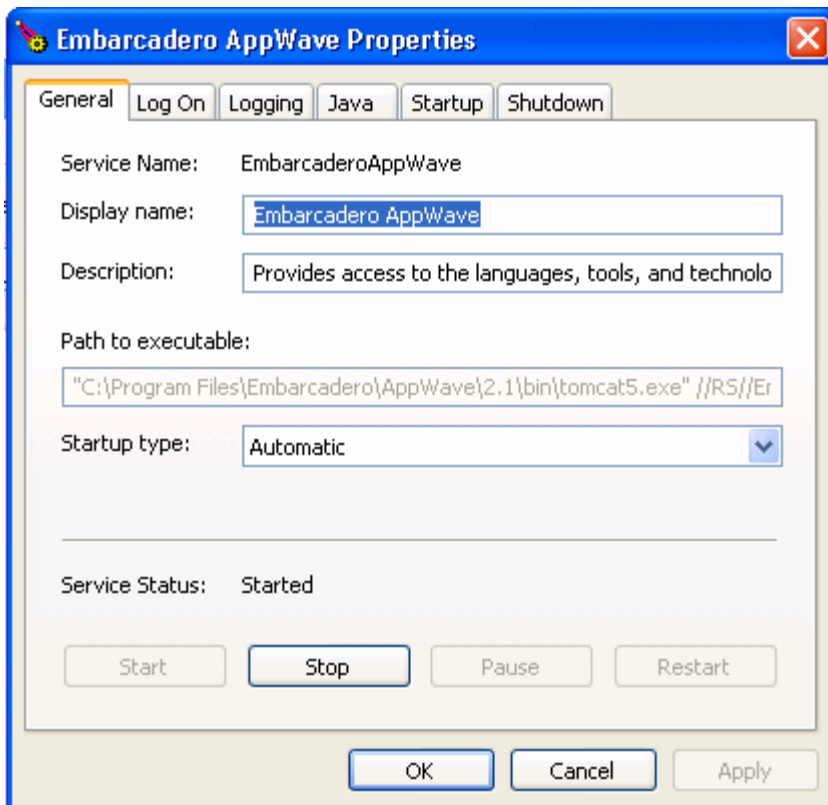 Embarcadero AppWave Properties
General Log On Logging Java Startup Shutdown
Service Name: EmbarcaderoAppWave
Display name: Embarcadero AppWave
Description: Provides access to the languages, tools, and technolo
Path to executable:
"C:\Program Files\Embarcadero\AppWave\2.1\bin\tomcat5.exe" //RS//Er
Startup type: Automatic
Service Status: Started
Start Stop Pause Restart
OK Cancel Apply